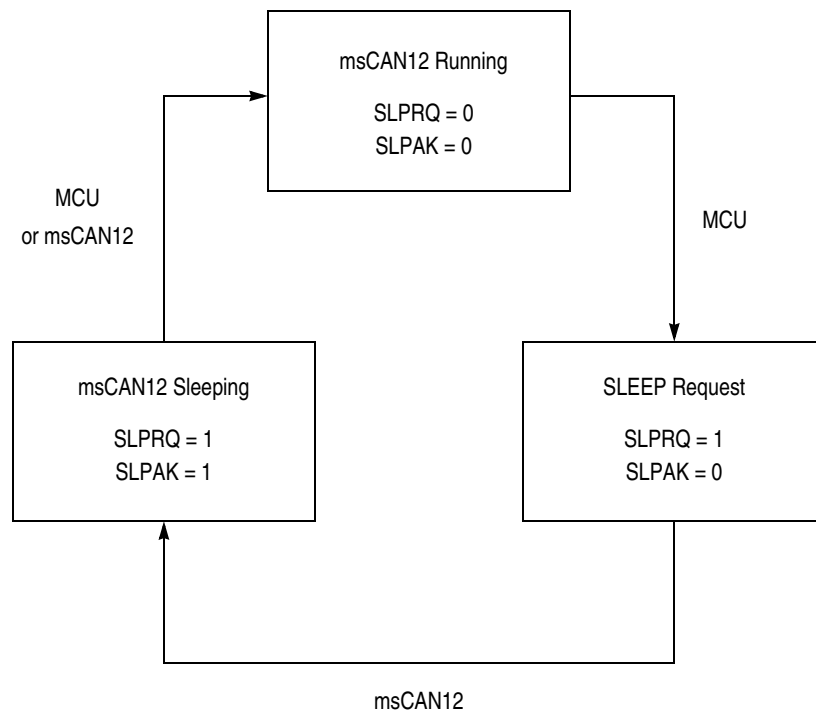 msCAN12 Running
SLPRQ = 0
SLPAK = 0
MCU
or msCAN12
MCU
msCAN12 Sleeping
SLPRQ = 1
SLPAK = 1
SLEEP Request
SLPRQ = 1
SLPAK = 0
msCAN12